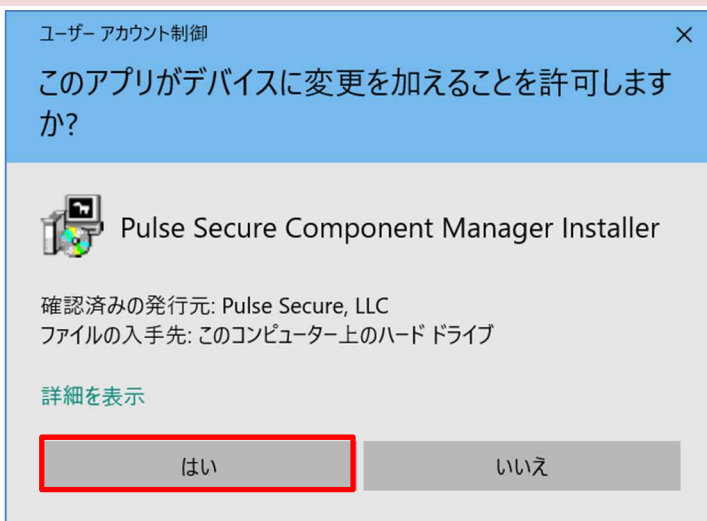 ユーザー アカウント制御
このアプリがデバイスに変更を加えることを許可します
か?
Pulse Secure Component Manager Installer
確認済みの発行元: Pulse Secure, LLC
ファイルの入手先: このコンピューター上のハード ドライブ
詳細を表示
はい
いいえ